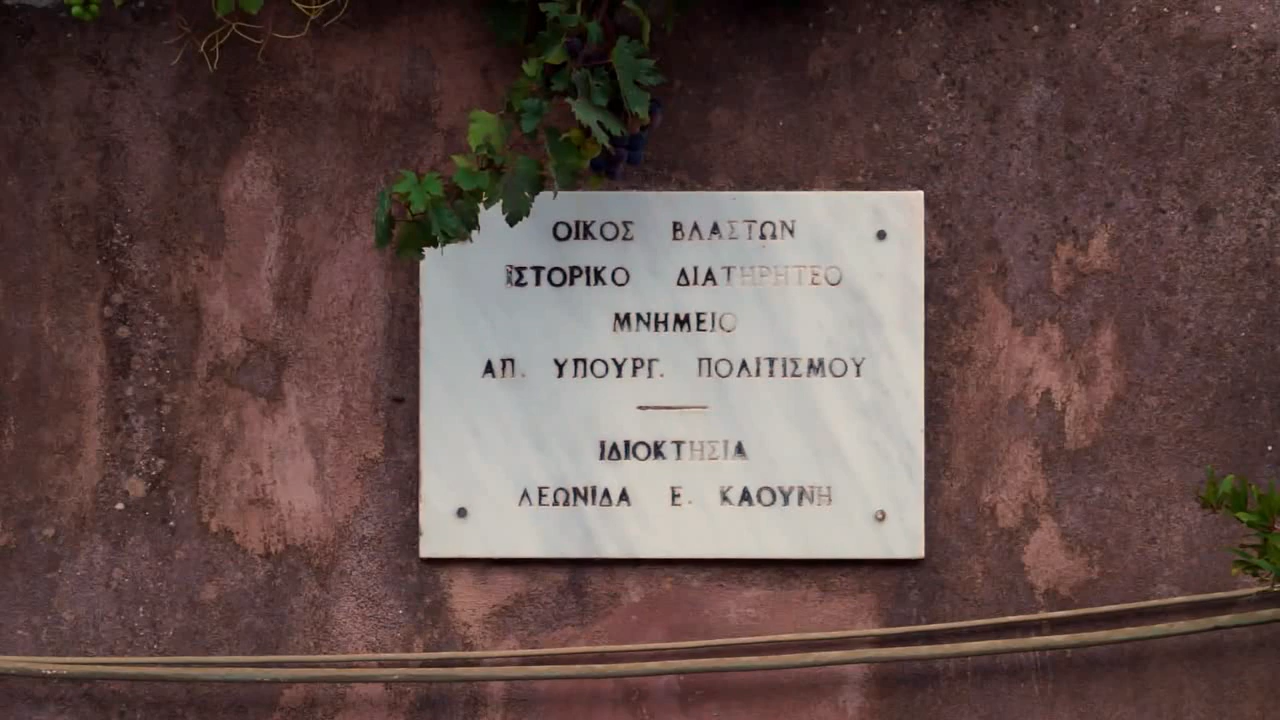 ΟΙΚΟΣ ΒΛΑΣΤΩΝ
ΙΣΤΟΡΙΚΟ ΔΙΑΤΗΡΗΤΕΟ
ΜΝΗΜΕΙΟ
ΑΠ. ΥΠΟΥΡΓ. ΠΟΛΙΤΙΣΜΟΥ
ΙΔΙΟΚΤΗΣΙΑ
ΛΕΩΝΙΔΑ Ε. ΚΑΟΥΝΗ